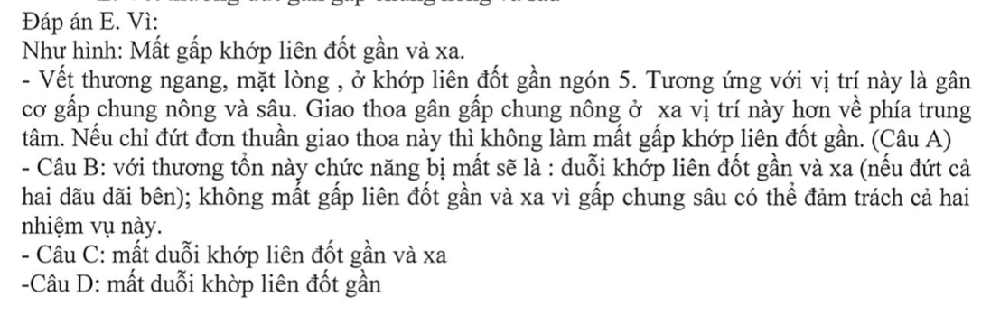 Đáp án E. Vì:
Như hình: Mất gấp khớp liên đốt gần và xa.
- Vết thương ngang, mặt lòng , ở khớp liên đốt gần ngón 5. Tương ứng với vị trí này là gân
cơ gấp chung nông và sâu. Giao thoa gân gấp chung nông ở xa vị trí này hơn về phía trung
tâm. Nếu chỉ đứt đơn thuần giao thoa này thì không làm mất gấp khớp liên đốt gần. (Câu A)
- Câu B: với thương tổn này chức năng bị mất sẽ là : duỗi khớp liên đốt gần và xa (nếu đứt cả
hai dãu dãi bên); không mất gấp liên đốt gần và xa vì gấp chung sâu có thể đảm trách cả hai
nhiệm vụ này.
- Câu C: mất duỗi khớp liên đốt gần và xa
-Câu D: mất duỗi khờp liên đốt gần